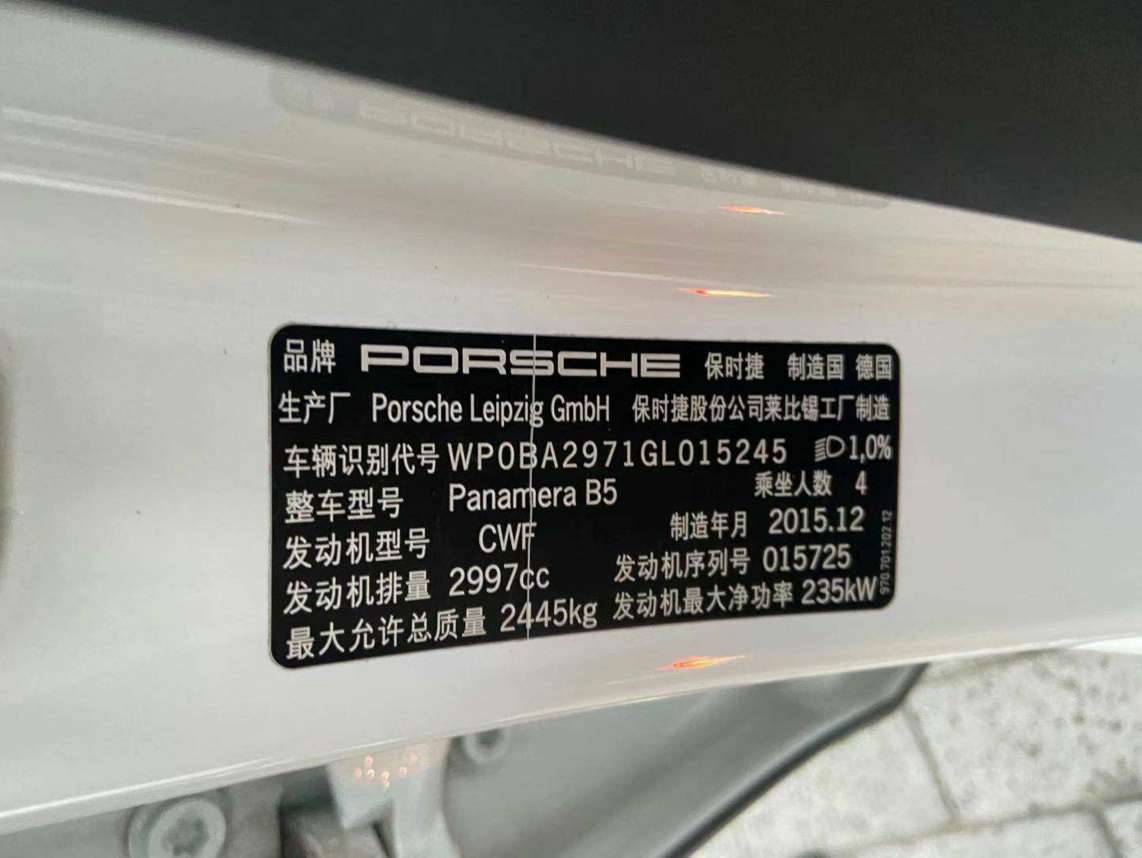 品牌 PORSCHE 保时捷 制造国 德国
生产厂 Porsche Leipzig GmbH 保时捷股份公司莱比锡工厂制造
车辆识别代号 WP0BA2971GL015245 1,0%
整车型号 Panamera B5 乘坐人数 4
发动机型号 CWF 制造年月 2015.12
发动机排量 2997cc 发动机序列号 015725
最大允许总质量 2445kg 发动机最大净功率 235kW
970.701.202.12